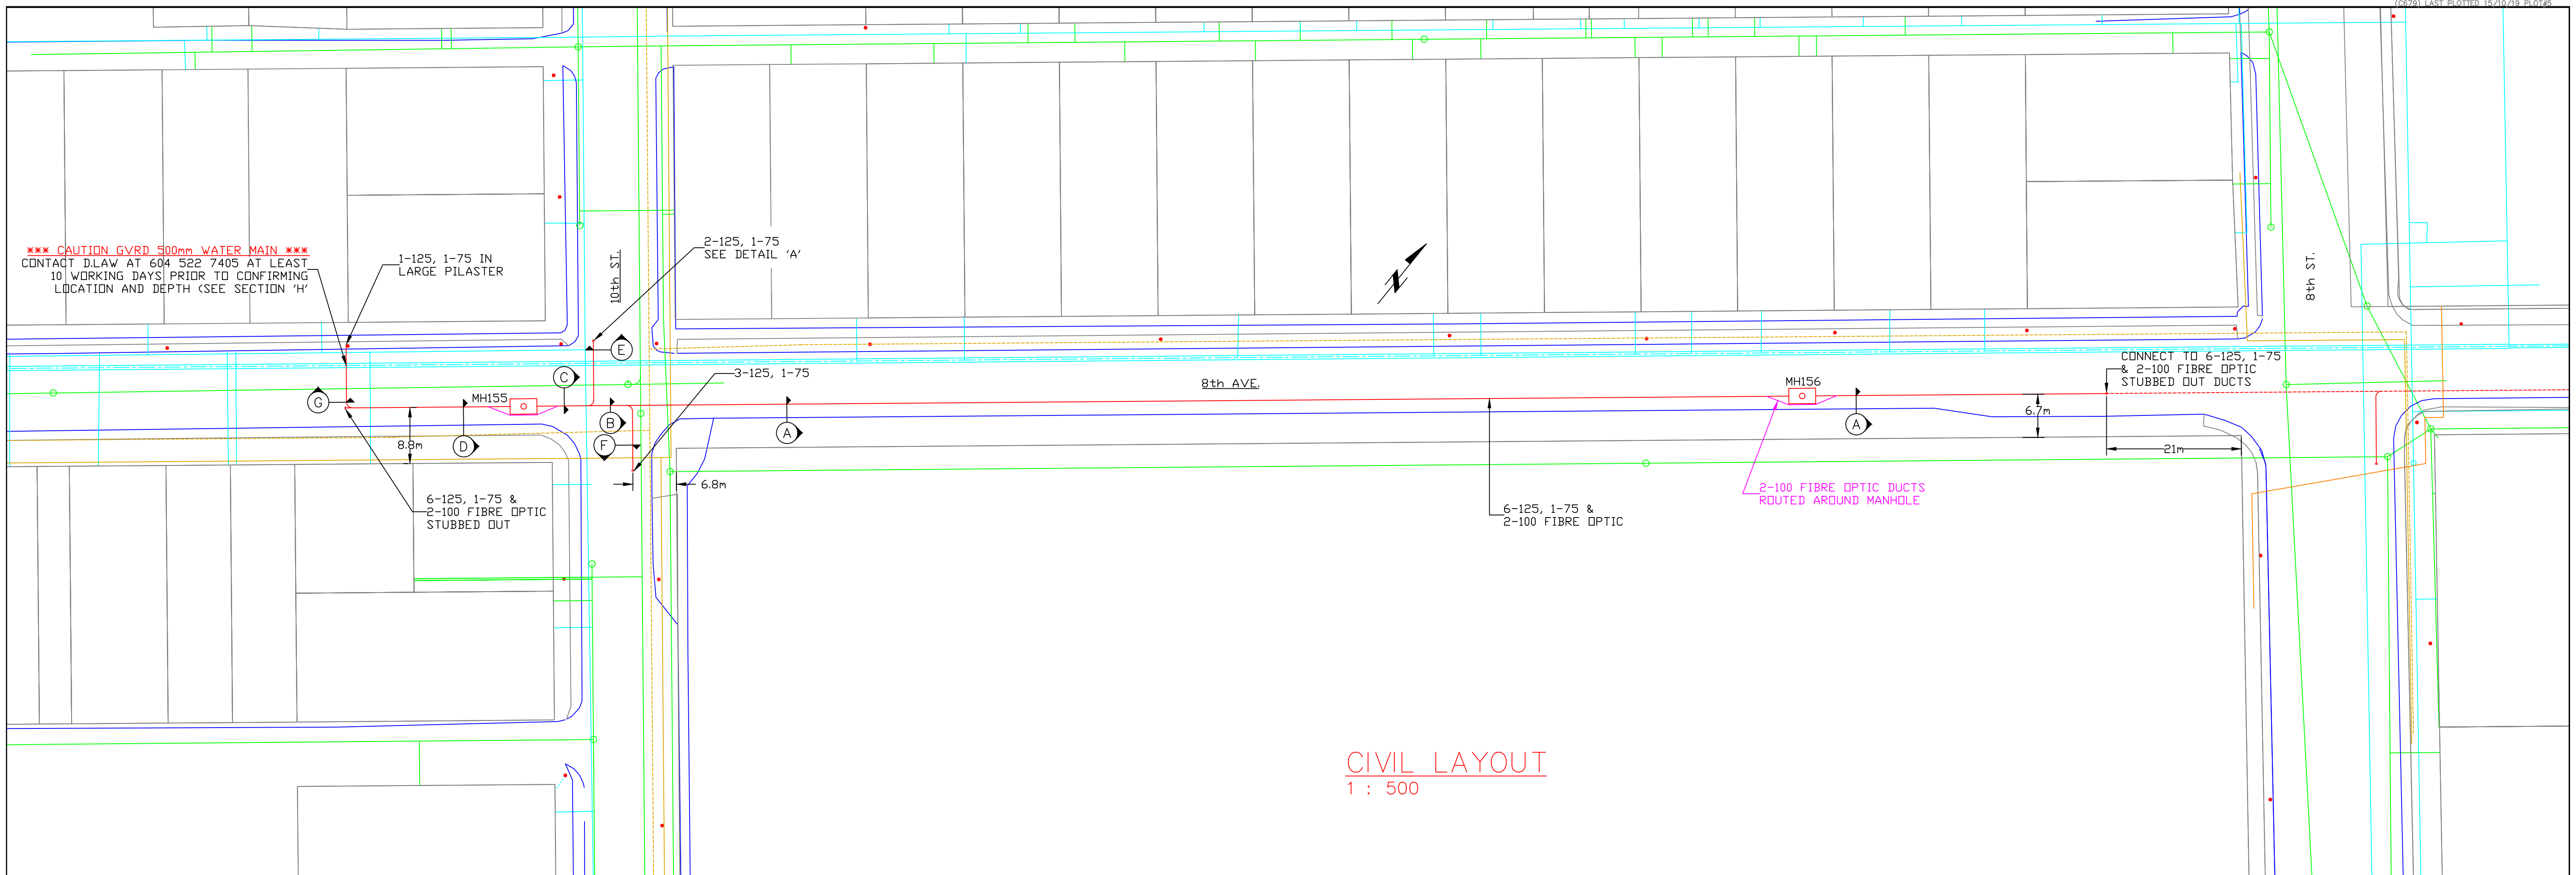 (C679) LAST PLOTTED 15/10/19 PLOT#5
*** CAUTION GVRD 500mm WATER MAIN ***
CONTACT D.LAW AT 604 522 7405 AT LEAST
10 WORKING DAYS PRIOR TO CONFIRMING
LOCATION AND DEPTH (SEE SECTION 'H'
1-125, 1-75 IN
LARGE PILASTER
10th ST.
2-125, 1-75
SEE DETAIL 'A'
N
8th ST.
E
C
G
MH155
B
D
F
3-125, 1-75
A
8th AVE.
MH156
A
CONNECT TO 6-125, 1-75
& 2-100 FIBRE OPTIC
STUBBED OUT DUCTS
6.7m
21m
8.8m
6.8m
6-125, 1-75 &
2-100 FIBRE OPTIC
STUBBED OUT
6-125, 1-75 &
2-100 FIBRE OPTIC
2-100 FIBRE OPTIC DUCTS
ROUTED AROUND MANHOLE
CIVIL LAYOUT
1 : 500